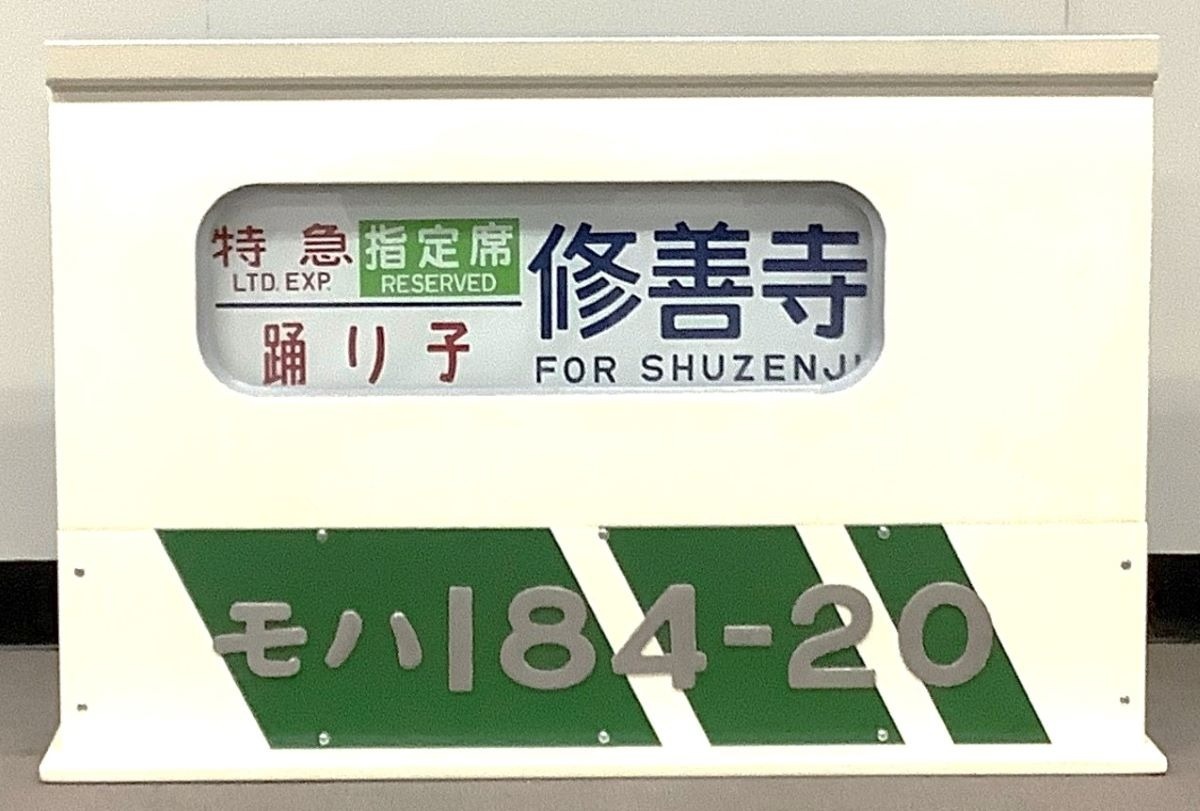 特急 指定席
LTD. EXP. RESERVED
踊り子
修善寺
FOR SHUZENJI
モハ184-20